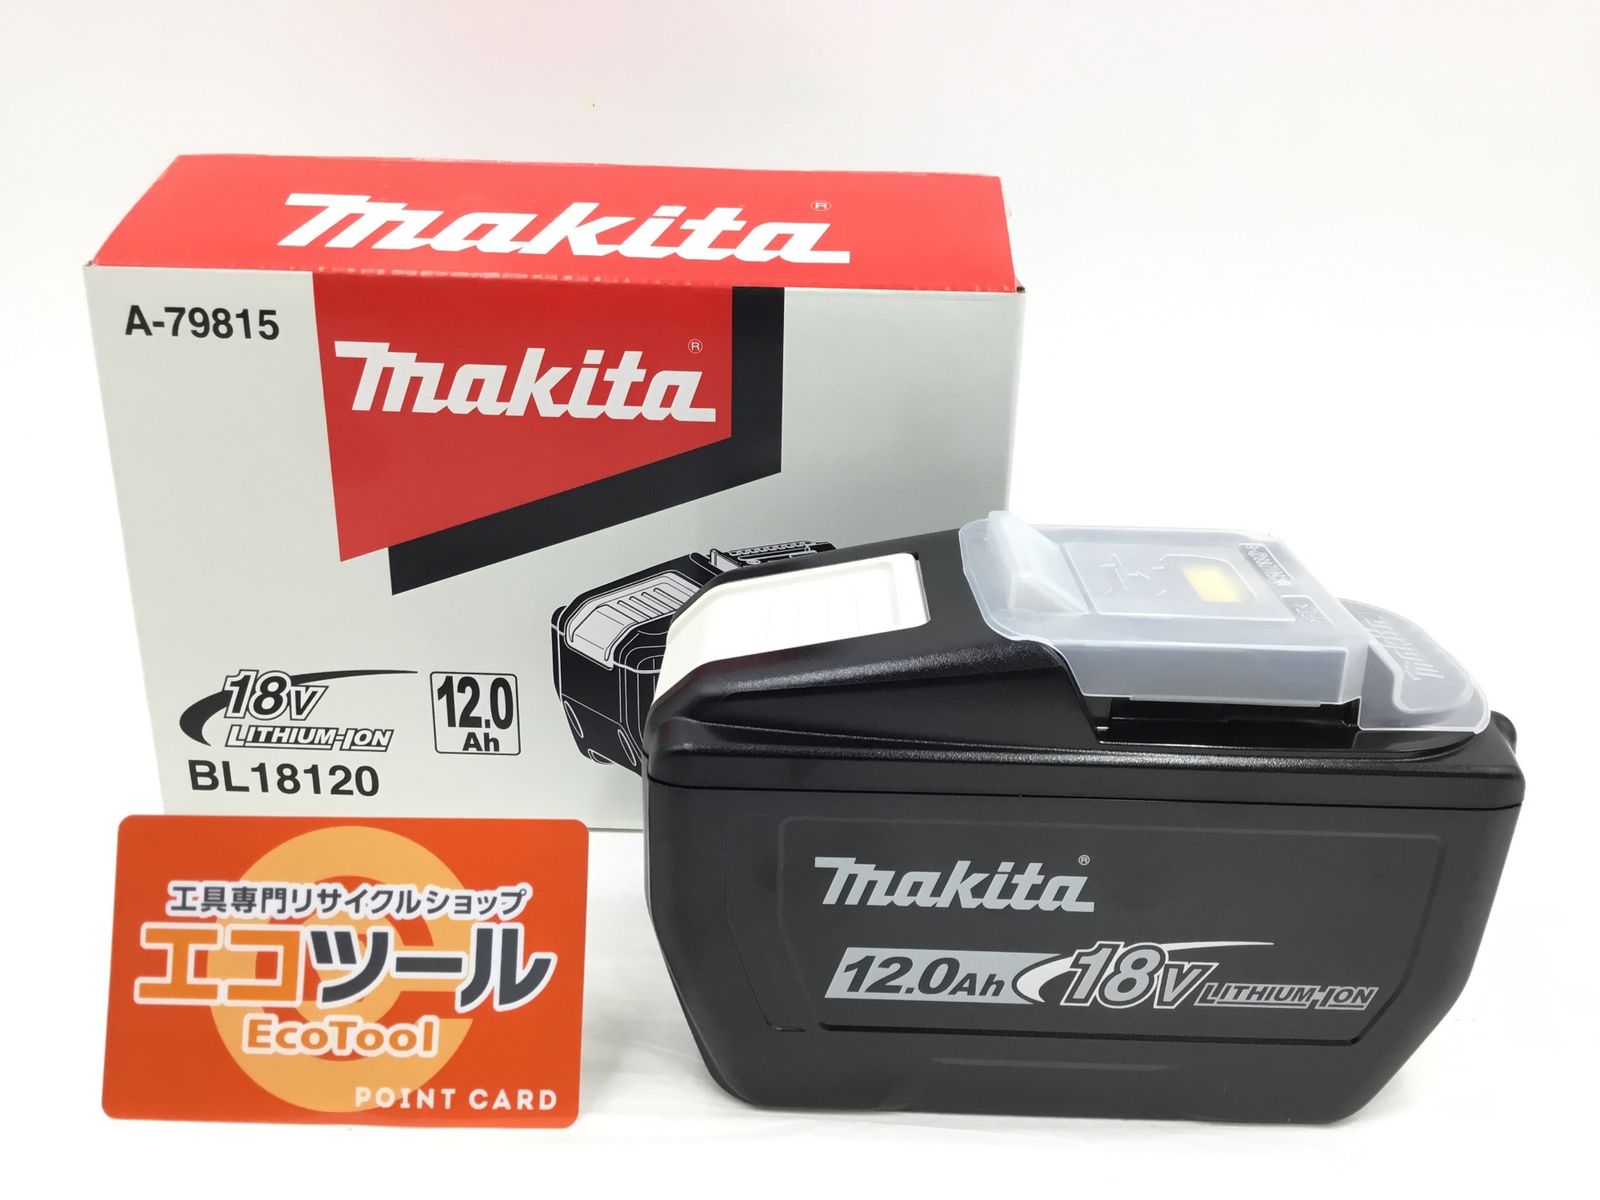 makita®
A-79815
makita®
18V
LITHIUM-ION
12.0
Ah
BL18120
makita
makita®
12.0Ah 18V LITHIUM-ION
工具専門リサイクルショップ
エコツール
EcoTool
POINT CARD